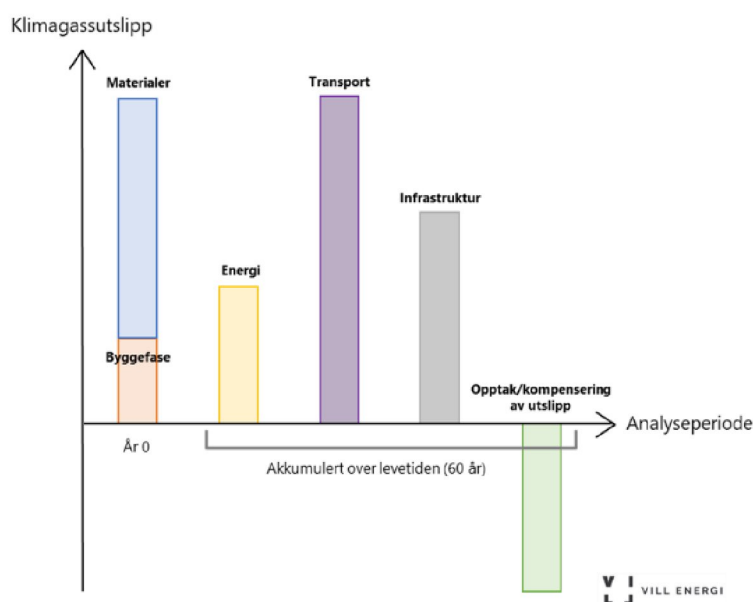 Klimagassutslipp
Materialer
Transport
Infrastruktur
Energi
Byggefase
Opptak/kompensering
av utslipp
Analyseperiode
År 0
Akkumulert over levetiden (60 år)
VILL ENERGI